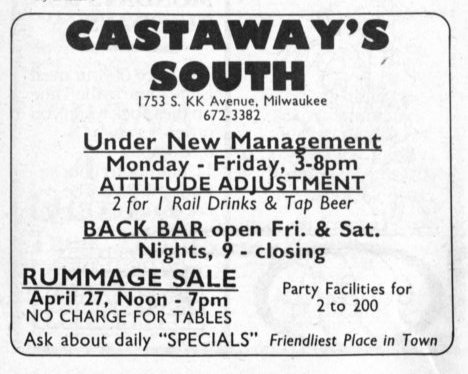 CASTAWAY'S
SOUTH
1753 S. KK Avenue, Milwaukee
672-3382
Under New Management
Monday - Friday, 3-8pm
ATTITUDE ADJUSTMENT
2 for 1 Rail Drinks & Tap Beer
BACK BAR open Fri. & Sat.
Nights, 9 - closing
RUMMAGE SALE
April 27, Noon - 7pm
NO CHARGE FOR TABLES
Party Facilities for
2 to 200
Ask about daily "SPECIALS" Friendliest Place in Town